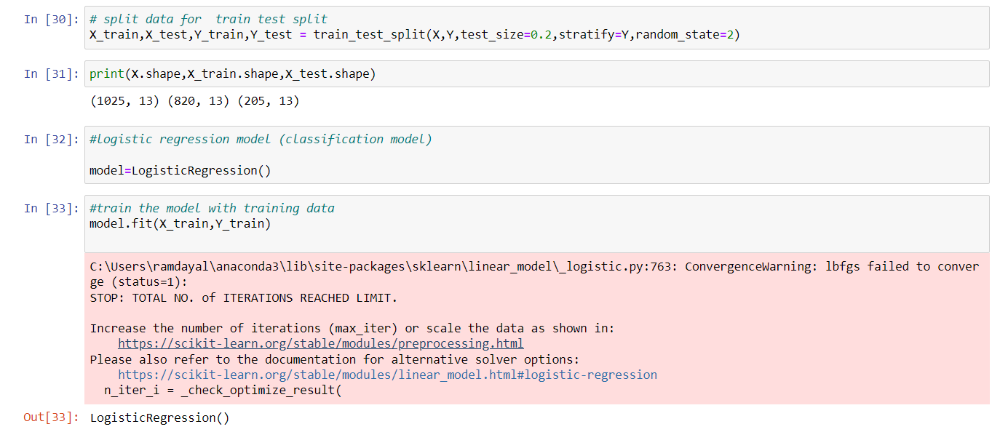 In [30]: # split data for  train test split
X_train,X_test,Y_train,Y_test = train_test_split(X,Y,test_size=0.2,stratify=Y,random_state=2)
In [31]: print(X.shape,X_train.shape,X_test.shape)
(1025, 13) (820, 13) (205, 13)
In [32]: #logistic regression model (classification model)
model=LogisticRegression()
In [33]: #train the model with training data
model.fit(X_train,Y_train)
C:\Users\ramdayal\anaconda3\lib\site-packages\sklearn\linear_model\_logistic.py:763: ConvergenceWarning: lbfgs failed to conver
ge (status=1):
STOP: TOTAL NO. of ITERATIONS REACHED LIMIT.
Increase the number of iterations (max_iter) or scale the data as shown in:
https://scikit-learn.org/stable/modules/preprocessing.html
Please also refer to the documentation for alternative solver options:
https://scikit-learn.org/stable/modules/linear_model.html#logistic-regression
n_iter_i = _check_optimize_result(
Out[33]: LogisticRegression()